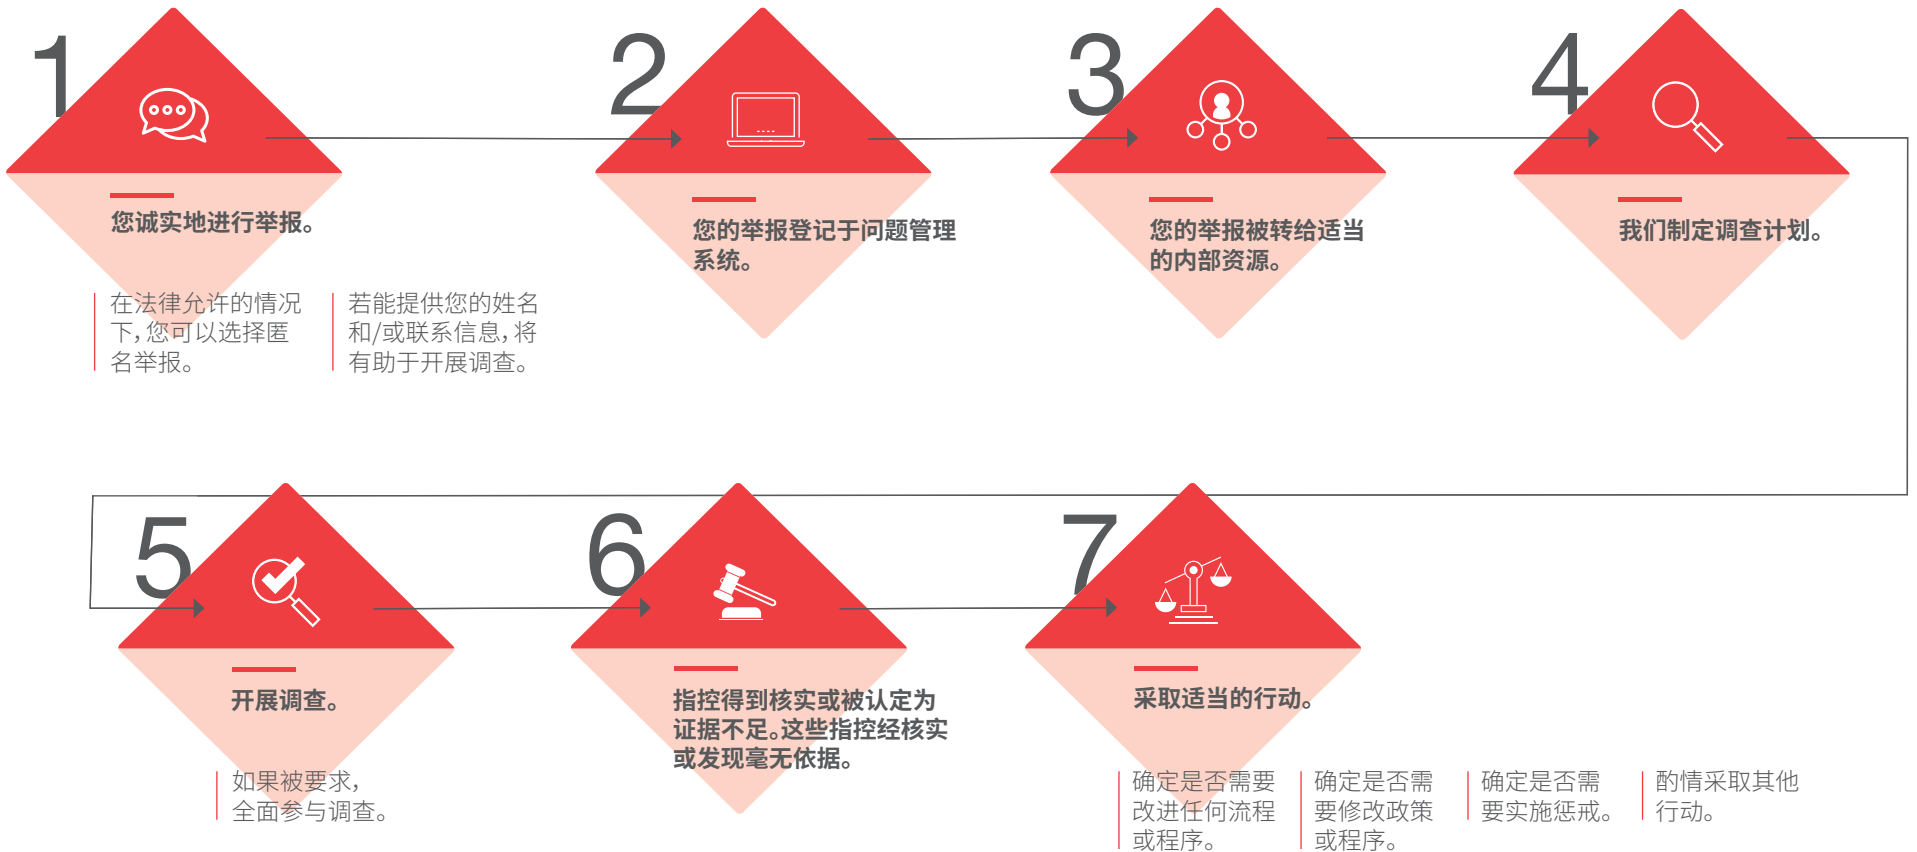 1
您诚实地进行举报。
在法律允许的情况
下，您可以选择匿
名举报。
若能提供您的姓名
和/或联系信息，将
有助于开展调查。
2
您的举报登记于问题管理
系统。
3
您的举报被转给适当
的内部资源。
4
我们制定调查计划。
5
开展调查。
如果被要求，
全面参与调查。
6
指控得到核实或被认定为
证据不足。这些指控经核实
或发现毫无依据。
7
采取适当的行动。
确定是否需要
改进任何流程
或程序。
确定是否需
要修改政策
或程序。
确定是否需
要实施惩戒。
酌情采取其他
行动。